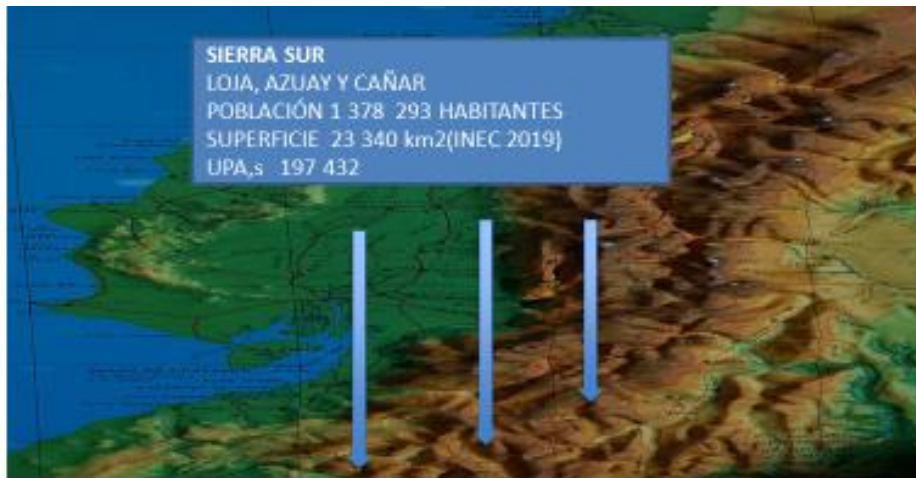 SIERRA SUR
LOJA, AZUAY Y CAÑAR
POBLACIÓN 1 378 293 HABITANTES
SUPERFICIE 23 340 km2(INEC 2019)
UPA,s 197 432